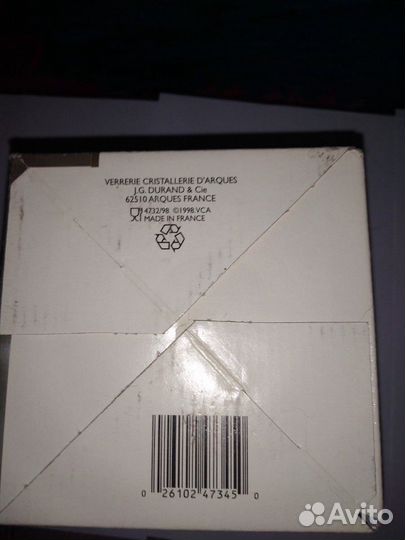 VERRERIE CRISTALLERIE D'ARQUES
J.G. DURAND & Cie
62510 ARQUES FRANCE
4732/98 ©1998.VCA
MADE IN FRANCE
0 26102 47345 0
Avito